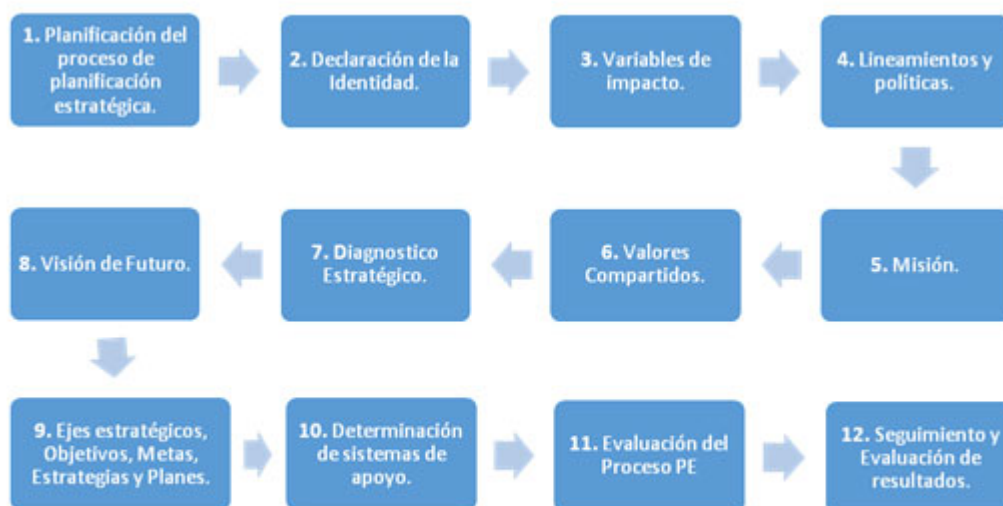 1. Planificación del
proceso de
planificación
estratégica.
2. Declaración de la
Identidad.
3. Variables de
impacto.
4. Lineamientos y
políticas.
8. Visión de Futuro.
7. Diagnostico
Estratégico.
6. Valores
Compartidos.
5. Misión.
9. Ejes estratégicos,
Objetivos, Metas,
Estrategias y Planes.
10. Determinación
de sistemas de
apoyo.
11. Evaluación del
Proceso PE
12. Seguimiento y
Evaluación de
resultados.